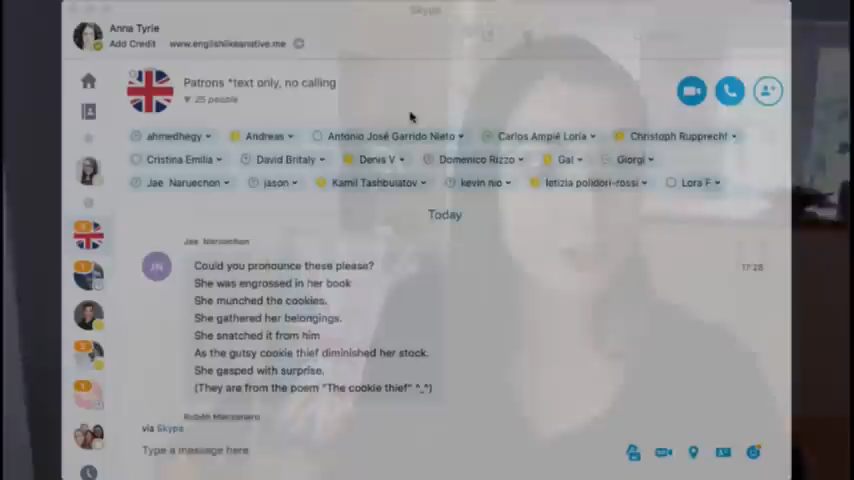 Skype
Anna Tyrie
Add Credit www.englishlikeanative.me
Patrons *text only, no calling
25 people
ahmedhegy Andreas Antonio José Garrido Nieto Carlos Ampié Loría Christoph Rupprecht
Cristina Emilia David Britaly Denis V Domenico Rizzo Gal Giorgi
Jae Naruechon jason Kamil Tashbulatov kevin nio letizia polidori-rossi Lora F
Today
Jae Naruechon
JN
Could you pronounce these please?
17:28
She was engrossed in her book
She munched the cookies.
She gathered her belongings.
She snatched it from him
As the gutsy cookie thief diminished her stock.
She gasped with surprise.
(They are from the poem "The cookie thief" ^_^)
via Skype
Type a message here